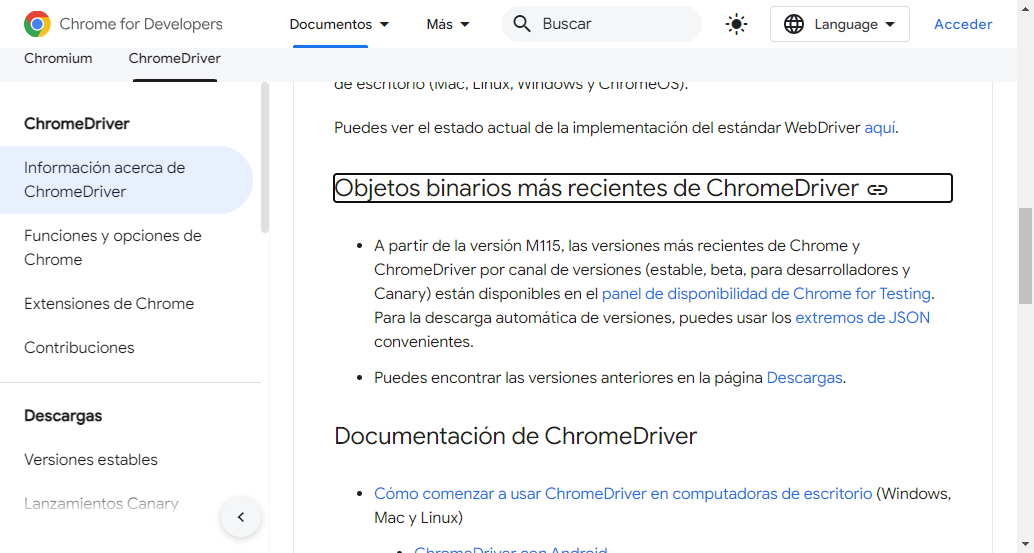 Chrome for Developers
Documentos
Más
Buscar
Language
Acceder
Chromium
ChromeDriver
ChromeDriver
Información acerca de
ChromeDriver
Funciones y opciones de
Chrome
Extensiones de Chrome
Contribuciones
Descargas
Versiones estables
Lanzamientos Canary
de escritorio (Mac, Linux, Windows y ChromeOS).
Puedes ver el estado actual de la implementación del estándar WebDriver aquí.
Objetos binarios más recientes de ChromeDriver
• A partir de la versión M115, las versiones más recientes de Chrome y
ChromeDriver por canal de versiones (estable, beta, para desarrolladores y
Canary) están disponibles en el panel de disponibilidad de Chrome for Testing.
Para la descarga automática de versiones, puedes usar los extremos de JSON
convenientes.
• Puedes encontrar las versiones anteriores en la página Descargas.
Documentación de ChromeDriver
• Cómo comenzar a usar ChromeDriver en computadoras de escritorio (Windows,
Mac y Linux)
• ChromeDriver con Android